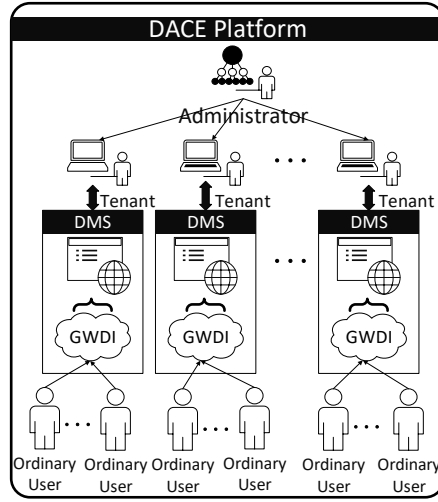 DACE Platform
Administrator
...
Tenant Tenant Tenant
DMS DMS DMS
...
GWDI GWDI GWDI
... ... ...
Ordinary Ordinary Ordinary Ordinary Ordinary Ordinary
User User User User User User